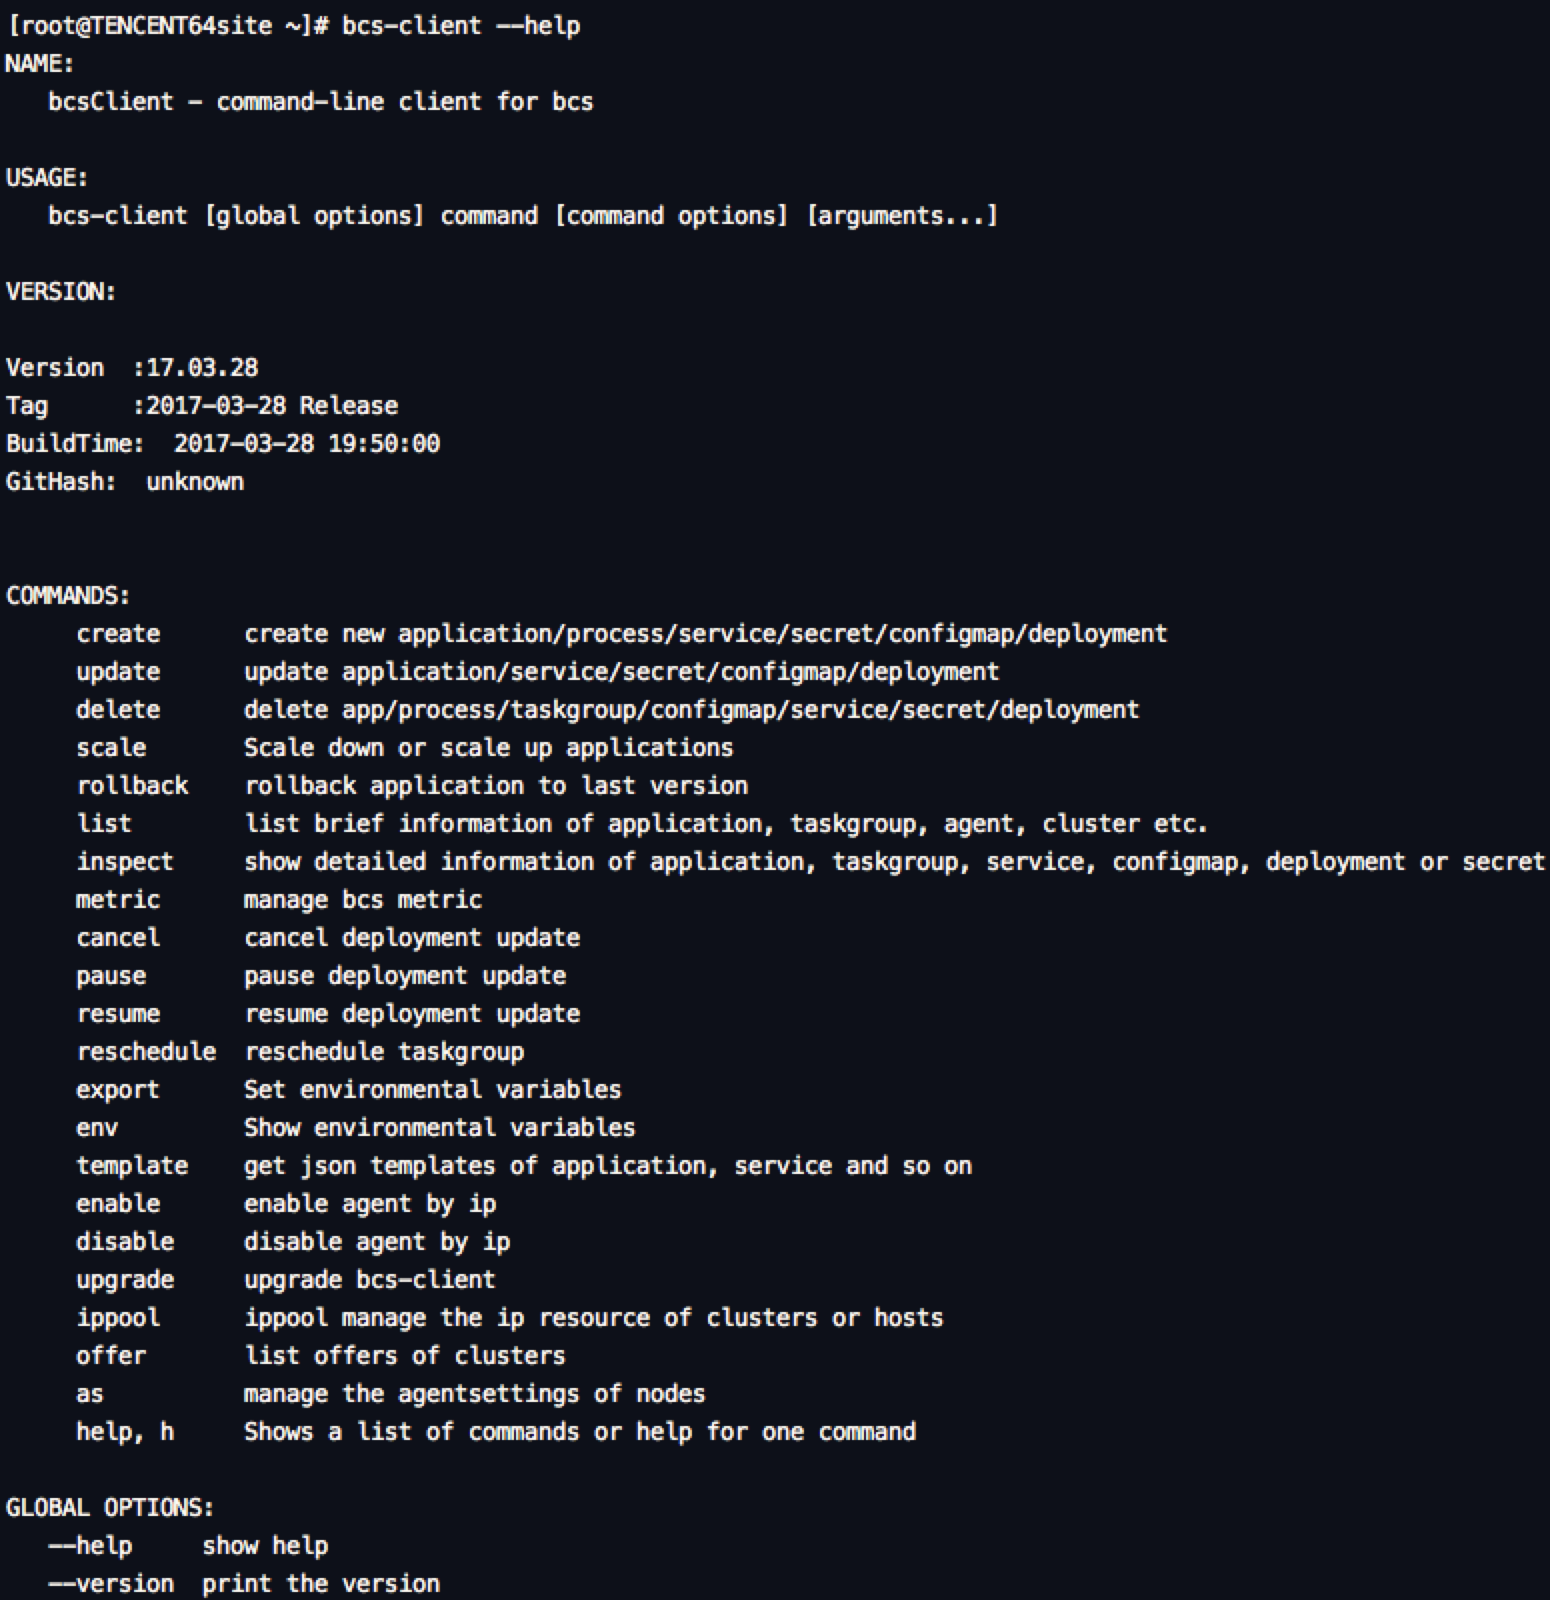 [root@TENCENT64site ~]# bcs-client --help
NAME:
   bcsClient - command-line client for bcs

USAGE:
   bcs-client [global options] command [command options] [arguments...]

VERSION:

Version  :17.03.28
Tag      :2017-03-28 Release
BuildTime:  2017-03-28 19:50:00
GitHash:  unknown


COMMANDS:
     create      create new application/process/service/secret/configmap/deployment
     update      update application/service/secret/configmap/deployment
     delete      delete app/process/taskgroup/configmap/service/secret/deployment
     scale       Scale down or scale up applications
     rollback    rollback application to last version
     list        list brief information of application, taskgroup, agent, cluster etc.
     inspect     show detailed information of application, taskgroup, service, configmap, deployment or secret
     metric      manage bcs metric
     cancel      cancel deployment update
     pause       pause deployment update
     resume      resume deployment update
     reschedule  reschedule taskgroup
     export      Set environmental variables
     env         Show environmental variables
     template    get json templates of application, service and so on
     enable      enable agent by ip
     disable     disable agent by ip
     upgrade     upgrade bcs-client
     ippool      ippool manage the ip resource of clusters or hosts
     offer       list offers of clusters
     as          manage the agentsettings of nodes
     help, h     Shows a list of commands or help for one command

GLOBAL OPTIONS:
   --help     show help
   --version  print the version